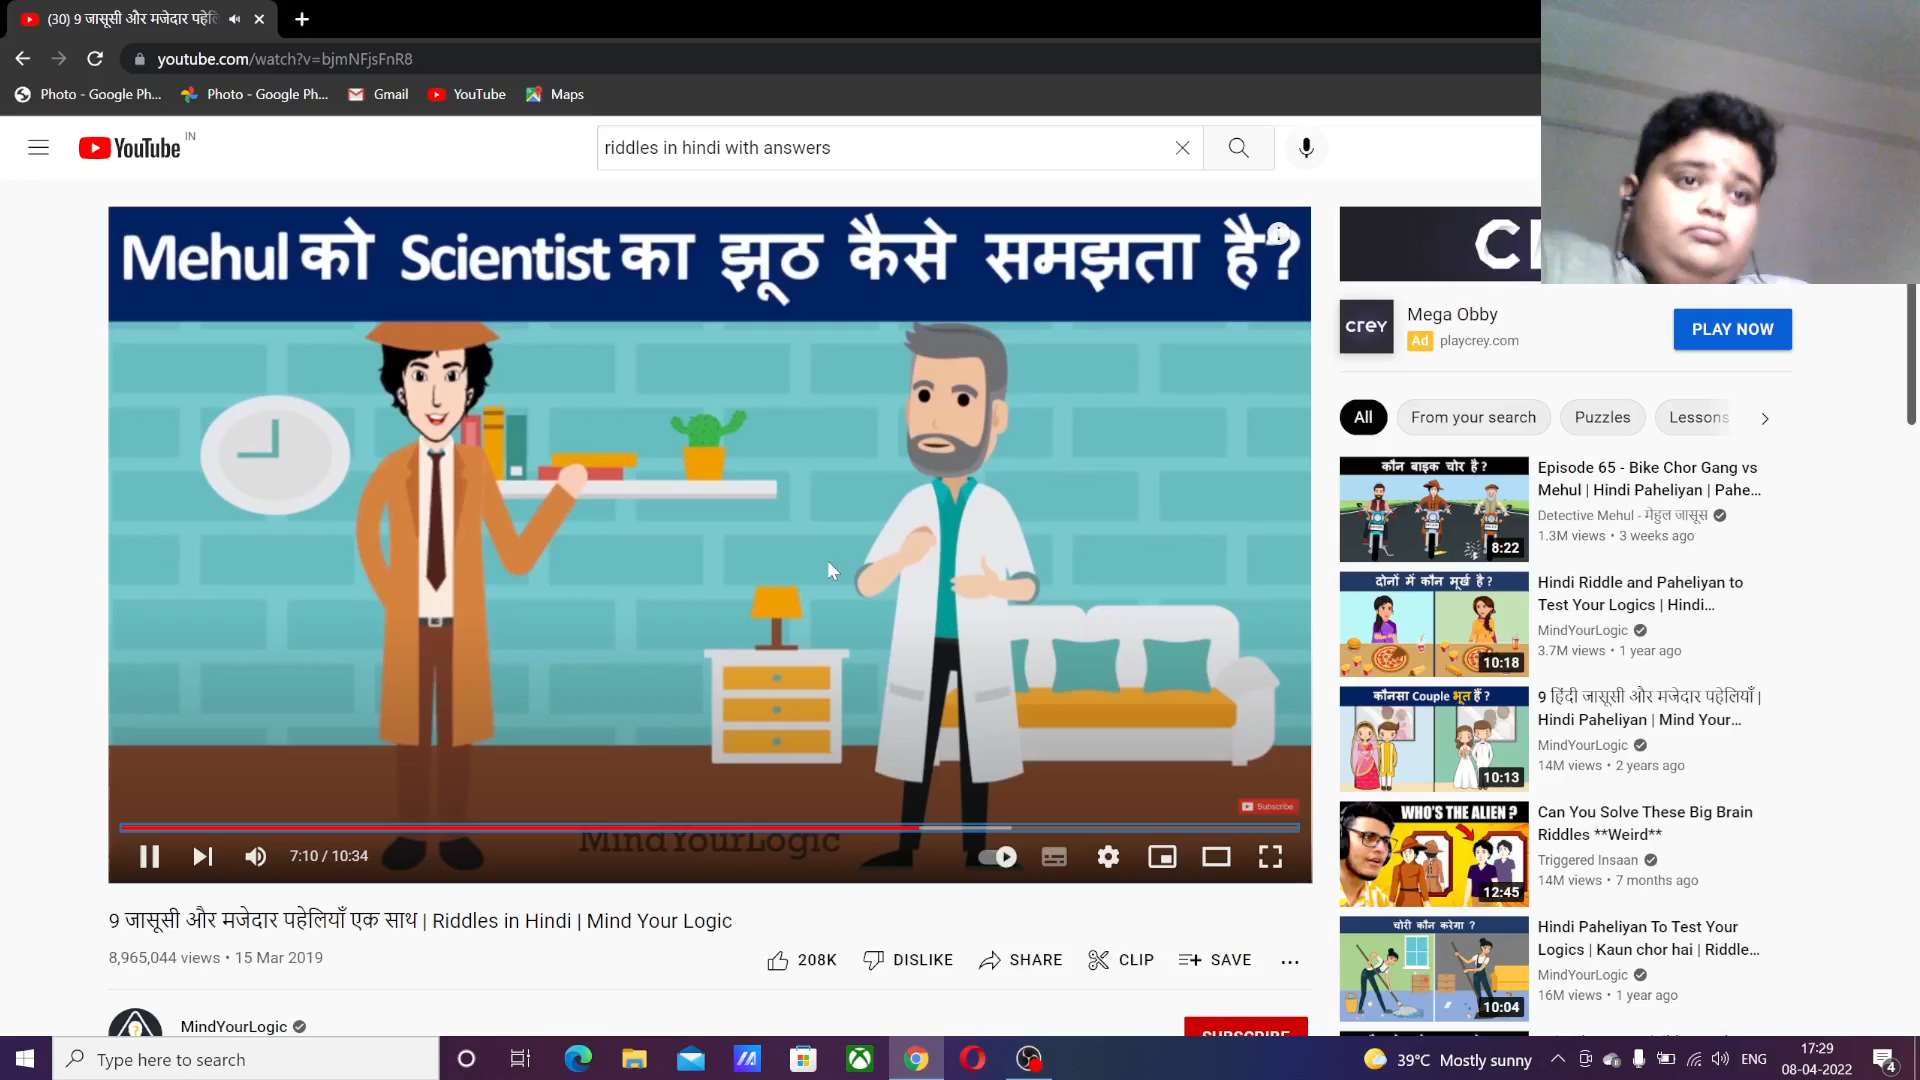 (30) 9 जासूसी और मजेदार पहेलि
youtube.com/watch?v=bjmNFjsFnR8
Photo - Google Ph... Photo - Google Ph... Gmail YouTube Maps
YouTube IN
riddles in hindi with answers
Mehul को Scientist का झूठ कैसे समझता है?
Subscribe
MindYourLogic
7:10 / 10:34
9 जासूसी और मजेदार पहेलियाँ एक साथ | Riddles in Hindi | Mind Your Logic
8,965,044 views • 15 Mar 2019
208K DISLIKE SHARE CLIP SAVE
MindYourLogic
SUBSCRIBE
crey
Mega Obby
Ad playcrey.com
PLAY NOW
All From your search Puzzles Lessons
कौन बाइक चोर है?
8:22
Episode 65 - Bike Chor Gang vs
Mehul | Hindi Paheliyan | Pahe...
Detective Mehul - मेहुल जासूस
1.3M views • 3 weeks ago
दोनों में कौन मूर्ख है?
10:18
Hindi Riddle and Paheliyan to
Test Your Logics | Hindi...
MindYourLogic
3.7M views • 1 year ago
कौनसा Couple भूत हैं ?
10:13
9 हिंदी जासूसी और मजेदार पहेलियाँ |
Hindi Paheliyan | Mind Your...
MindYourLogic
14M views • 2 years ago
WHO'S THE ALIEN ?
12:45
Can You Solve These Big Brain
Riddles **Weird**
Triggered Insaan
14M views • 7 months ago
चोरी कौन करेगा ?
10:04
Hindi Paheliyan To Test Your
Logics | Kaun chor hai | Riddle...
MindYourLogic
16M views • 1 year ago
Type here to search
39°C Mostly sunny
ENG
17:29
08-04-2022
4